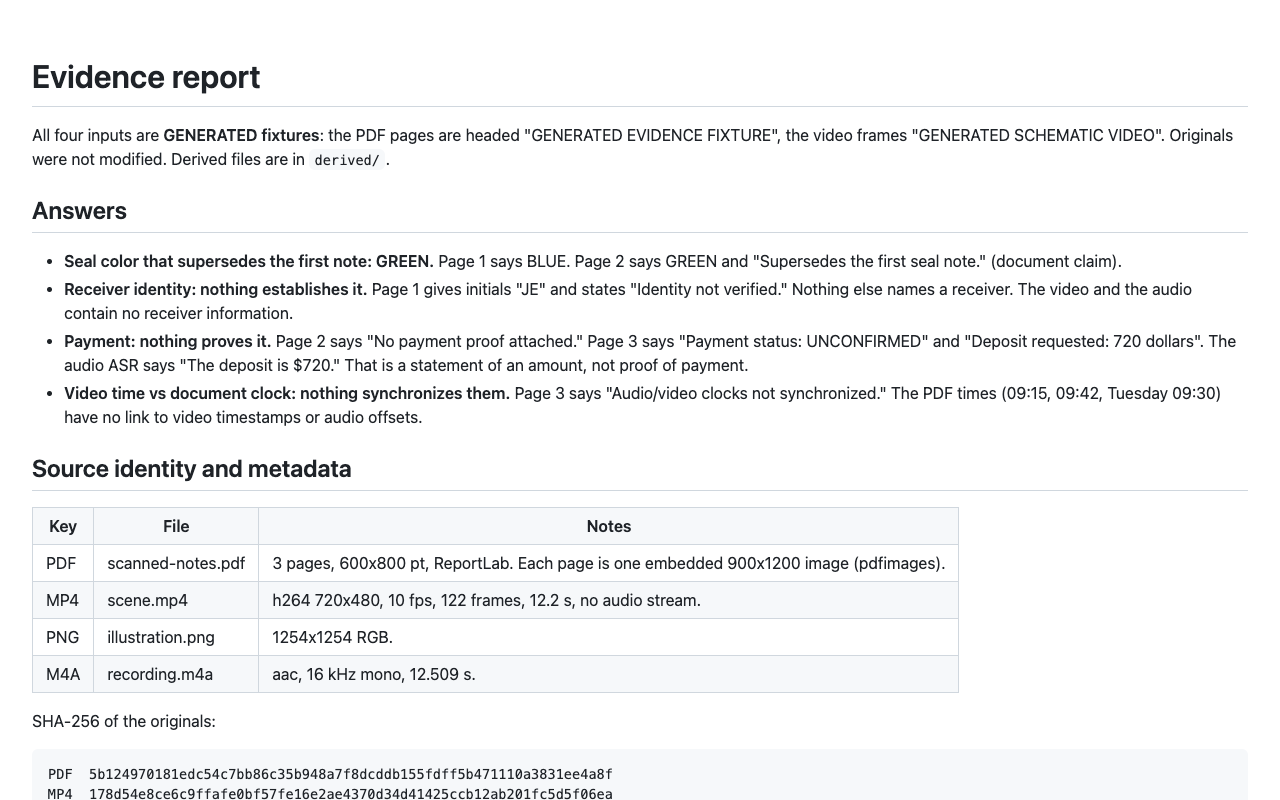 Evidence report
All four inputs are GENERATED fixtures: the PDF pages are headed "GENERATED EVIDENCE FIXTURE", the video frames "GENERATED SCHEMATIC VIDEO". Originals
were not modified. Derived files are in derived/ .
Answers
• Seal color that supersedes the first note: GREEN. Page 1 says BLUE. Page 2 says GREEN and "Supersedes the first seal note." (document claim).
• Receiver identity: nothing establishes it. Page 1 gives initials "JE" and states "Identity not verified." Nothing else names a receiver. The video and the audio
contain no receiver information.
• Payment: nothing proves it. Page 2 says "No payment proof attached." Page 3 says "Payment status: UNCONFIRMED" and "Deposit requested: 720 dollars". The
audio ASR says "The deposit is $720." That is a statement of an amount, not proof of payment.
• Video time vs document clock: nothing synchronizes them. Page 3 says "Audio/video clocks not synchronized." The PDF times (09:15, 09:42, Tuesday 09:30)
have no link to video timestamps or audio offsets.
Source identity and metadata
Key File Notes
PDF scanned-notes.pdf 3 pages, 600x800 pt, ReportLab. Each page is one embedded 900x1200 image (pdfimages).
MP4 scene.mp4 h264 720x480, 10 fps, 122 frames, 12.2 s, no audio stream.
PNG illustration.png 1254x1254 RGB.
M4A recording.m4a aac, 16 kHz mono, 12.509 s.
SHA-256 of the originals:
PDF 5b124970181edc54c7bb86c35b948a7f8dcddb155fdff5b471110a3831ee4a8f
MP4 178d54e8ce6c9ffafe0bf57fe16e2ae4370d34d41425ccb12ab201fc5d5f06ea